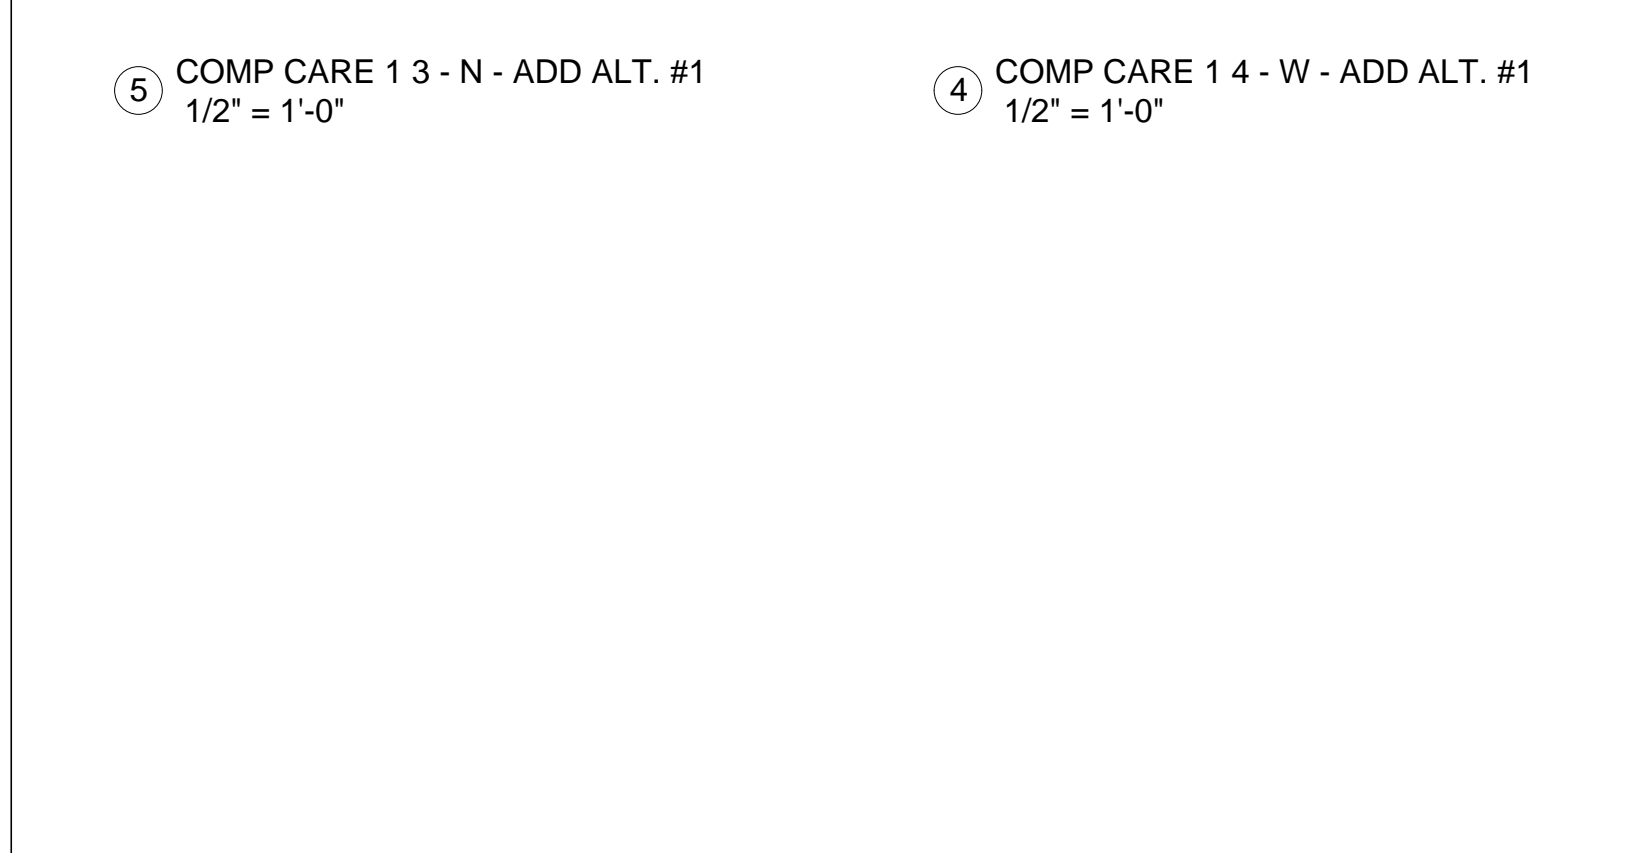 5
COMP CARE 1 3 - N - ADD ALT. #1
1/2" = 1'-0"
4
COMP CARE 1 4 - W - ADD ALT. #1
1/2" = 1'-0"